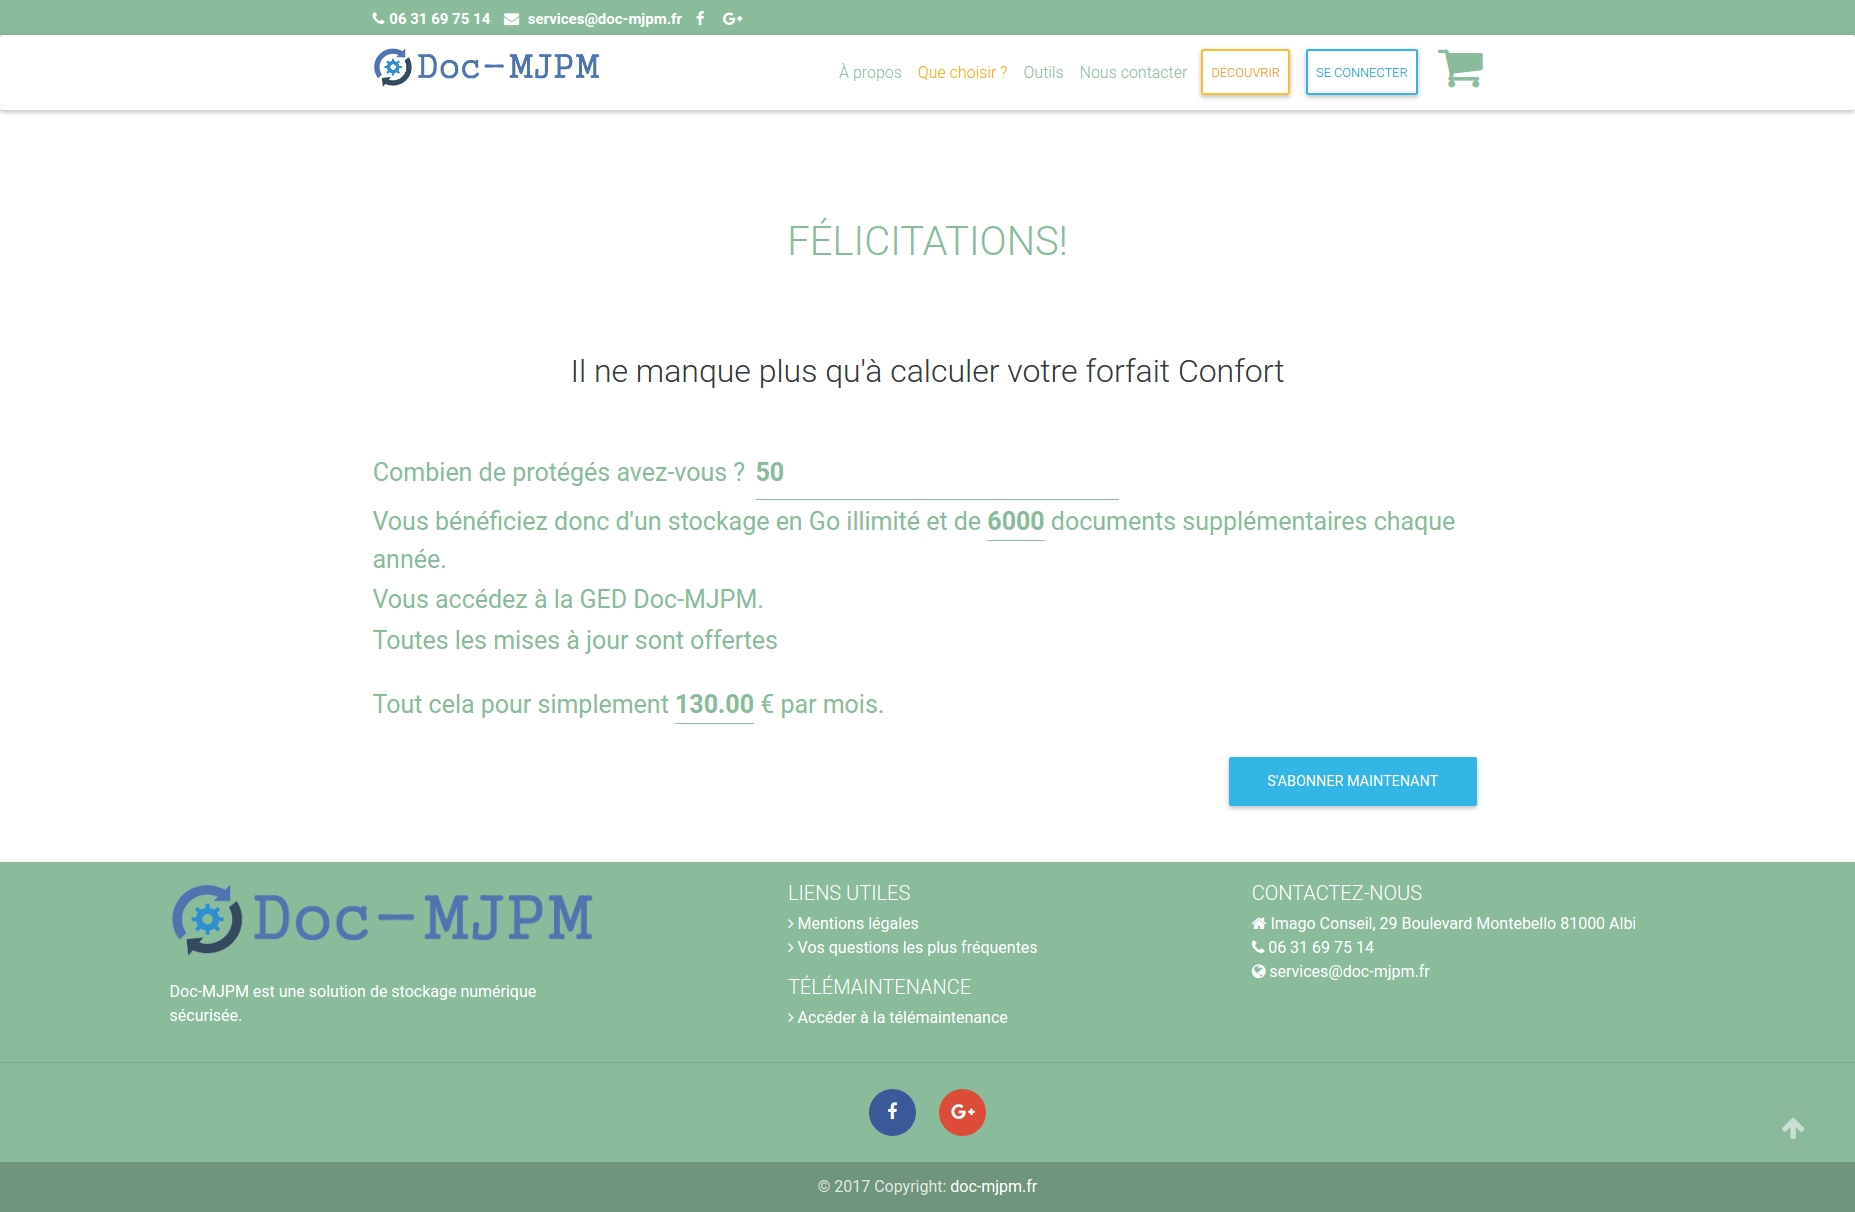 06 31 69 75 14 services@doc-mjpm.fr
Doc-MJPM
À propos Que choisir ? Outils Nous contacter DÉCOUVRIR SE CONNECTER
FÉLICITATIONS!
Il ne manque plus qu'à calculer votre forfait Confort
Combien de protégés avez-vous ? 50
Vous bénéficiez donc d'un stockage en Go illimité et de 6000 documents supplémentaires chaque
année.
Vous accédez à la GED Doc-MJPM.
Toutes les mises à jour sont offertes
Tout cela pour simplement 130.00 € par mois.
S'ABONNER MAINTENANT
Doc-MJPM
Doc-MJPM est une solution de stockage numérique
sécurisée.
LIENS UTILES
Mentions légales
Vos questions les plus fréquentes
TÉLÉMAINTENANCE
Accéder à la télémaintenance
CONTACTEZ-NOUS
Imago Conseil, 29 Boulevard Montebello 81000 Albi
06 31 69 75 14
services@doc-mjpm.fr
© 2017 Copyright: doc-mjpm.fr